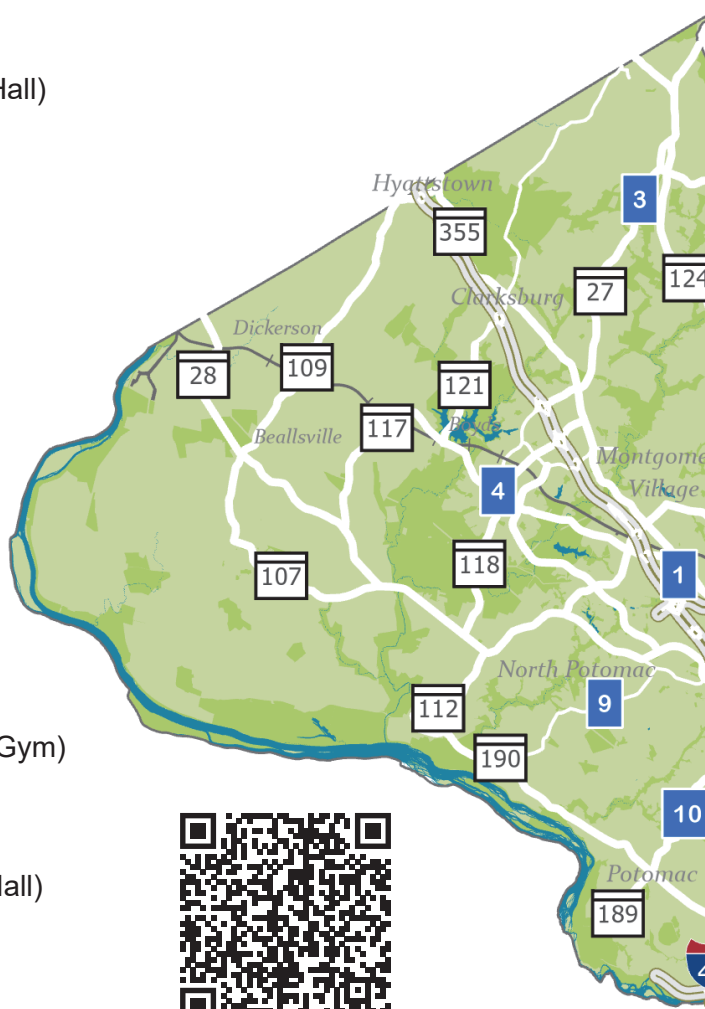 Hall)
Hyattstown
3
355
124
27
Clarksburg
Dickerson
109
28
121
117
Boyds
Beallsville
Montgome
Village
4
118
1
107
North Potomac
112
9
Gym)
190
10
Potomac
Hall)
189
4